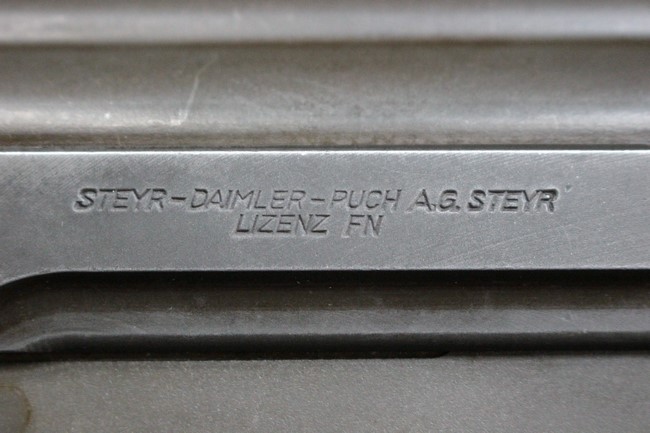 STEYR-DAIMLER-PUCH A.G. STEYR
LIZENZ FN